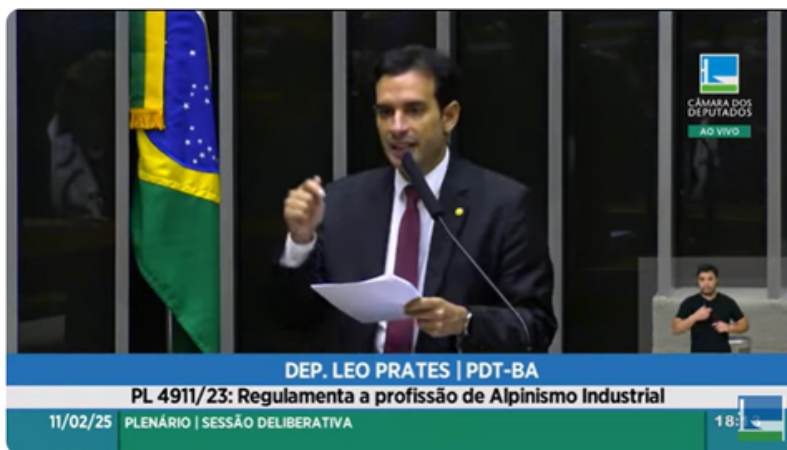 CÂMARA DOS
DEPUTADOS
AO VIVO
DEP. LEO PRATES | PDT-BA
PL 4911/23: Regulamenta a profissão de Alpinismo Industrial
11/02/25 PLENÁRIO | SESSÃO DELIBERATIVA